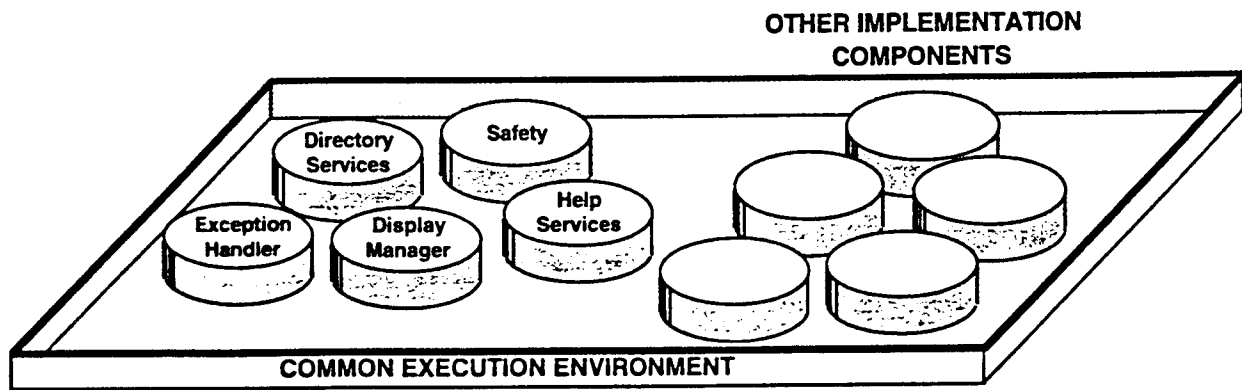 OTHER IMPLEMENTATION
COMPONENTS
Directory
Services
Safety
Help
Services
Exception
Handler
Display
Manager
COMMON EXECUTION ENVIRONMENT